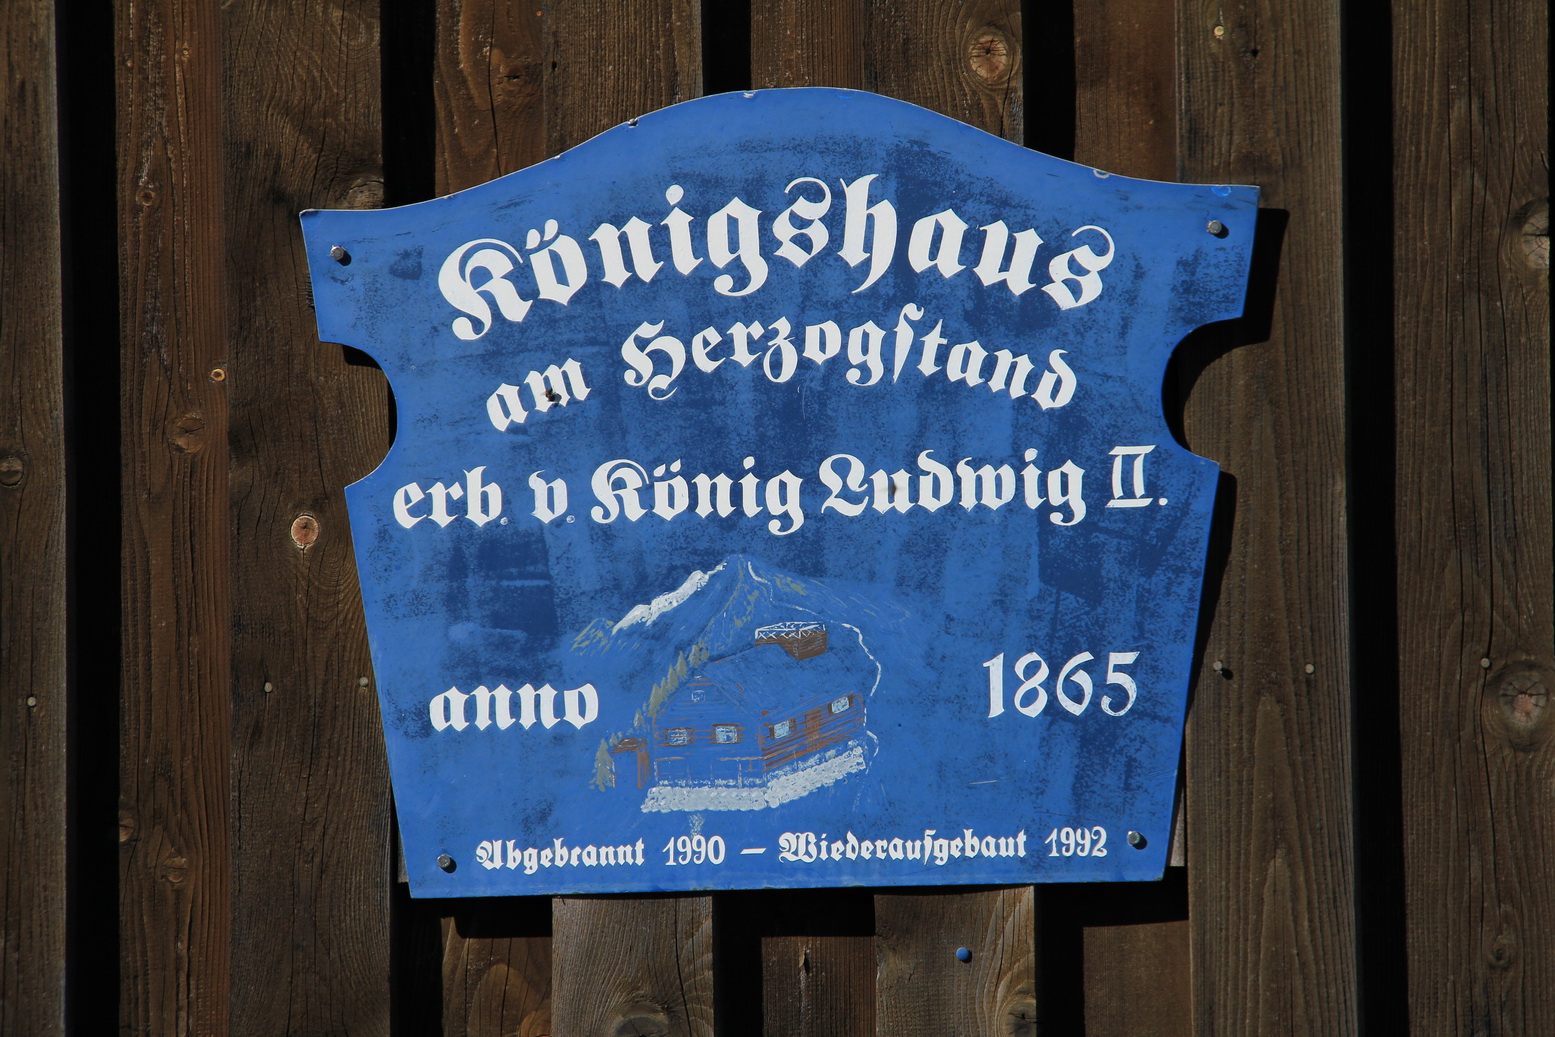 Königshaus
am Herzogſtand
erb. v. König Ludwig II.
anno 1865
Abgebrannt 1990 – Wiederaufgebaut 1992